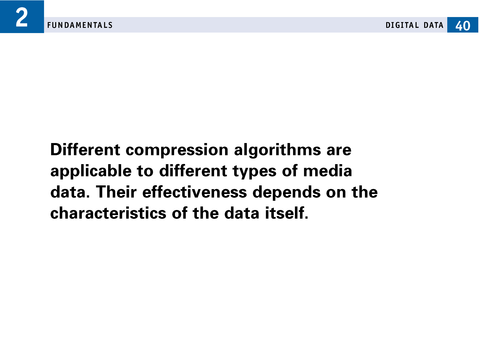 2
FUNDAMENTALS
DIGITAL DATA
40
Different compression algorithms are
applicable to different types of media
data. Their effectiveness depends on the
characteristics of the data itself.